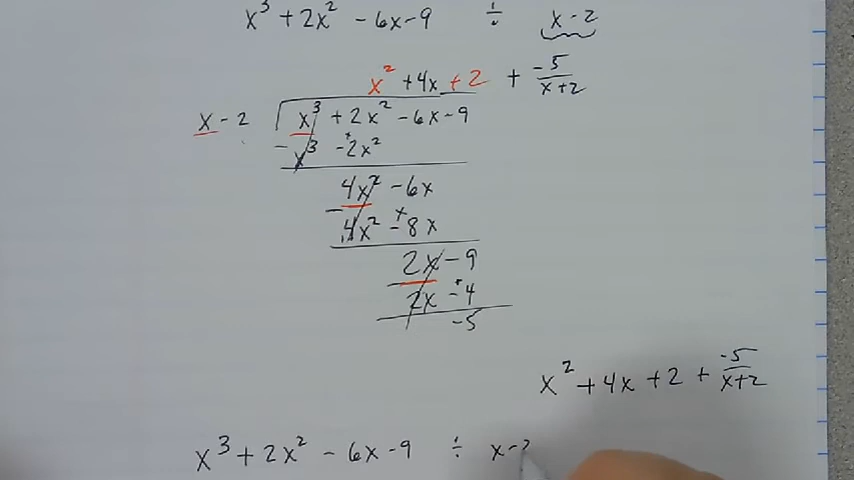 x³ + 2x² - 6x - 9 ÷ x - 2
x² + 4x + 2 + -5/x+2
x - 2 x³ + 2x² - 6x - 9
- x³ - 2x²
4x² - 6x
- 4x² - 8x
2x - 9
- 2x - 4
-5
x² + 4x + 2 + -5/x+2
x³ + 2x² - 6x - 9 ÷ x -